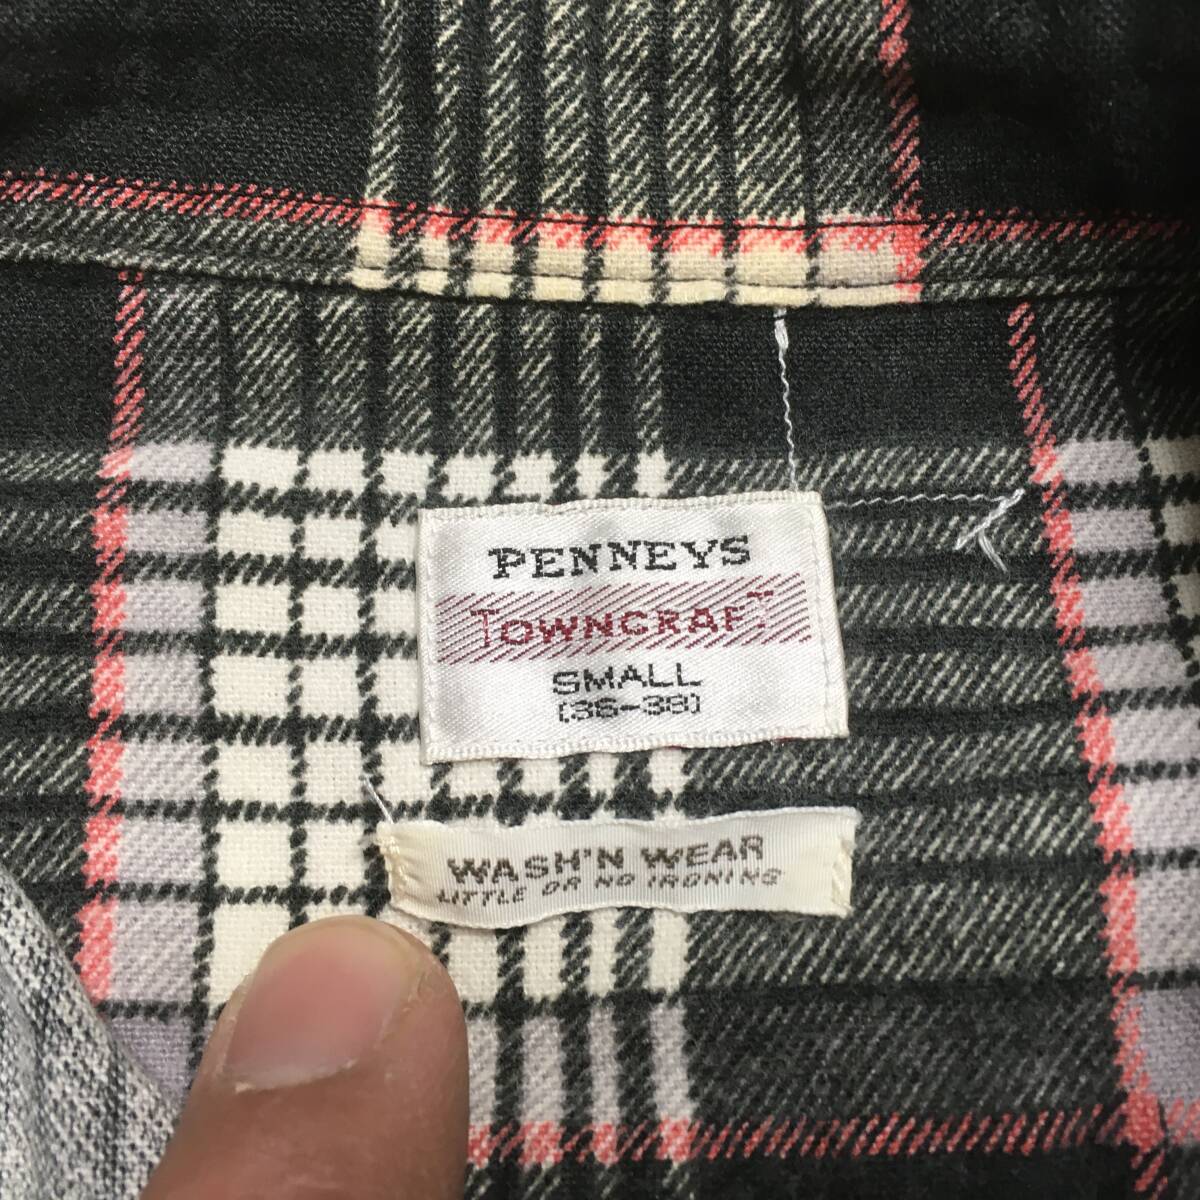 PENNEYS
TOWNCRAFT
SMALL
(36-38)
WASH'N WEAR
LITTLE OR NO IRONING